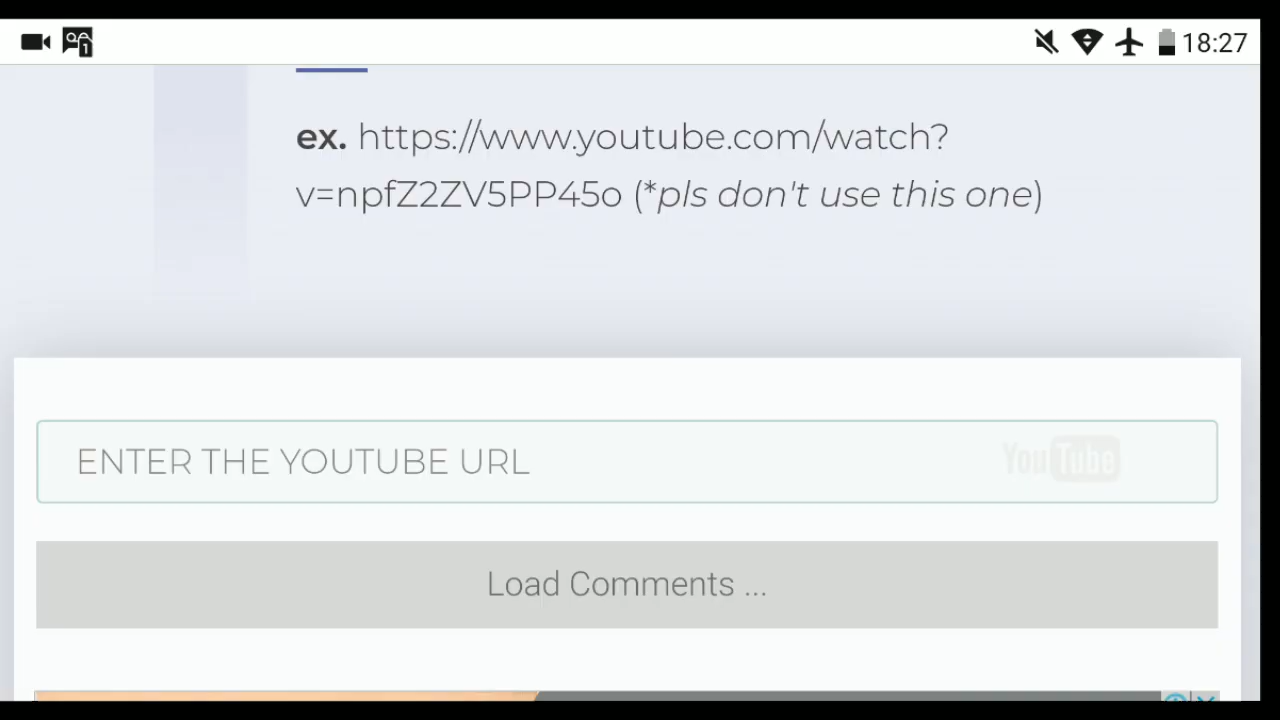 18:27
ex. https://www.youtube.com/watch?
v=npfZ2ZV5PP45o (*pls don't use this one)
ENTER THE YOUTUBE URL
YouTube
Load Comments ...